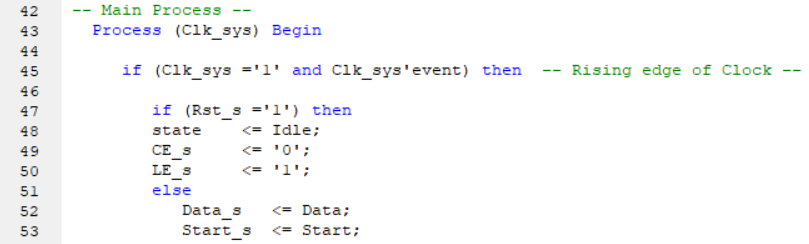 42 -- Main Process --
43 Process (Clk_sys) Begin
44
45 if (Clk_sys ='1' and Clk_sys'event) then -- Rising edge of Clock --
46
47 if (Rst_s ='1') then
48 state <= Idle;
49 CE_s <= '0';
50 LE_s <= '1';
51 else
52 Data_s <= Data;
53 Start_s <= Start;